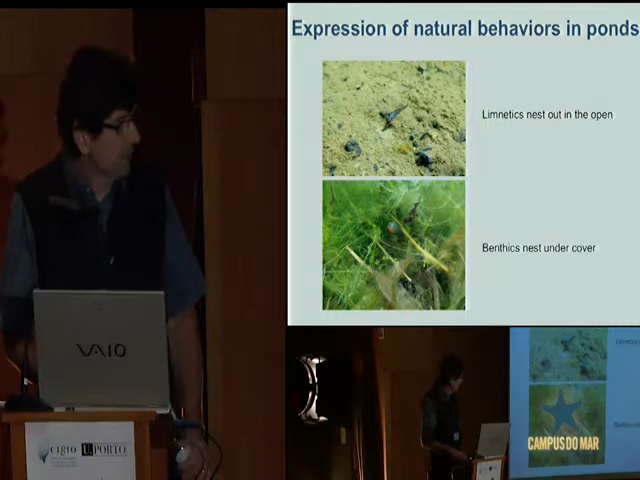 Expression of natural behaviors in ponds
Limnetics nest out in the open
Benthics nest under cover
VAIO
CIBIO
U.PORTO
CAMPUS DO MAR